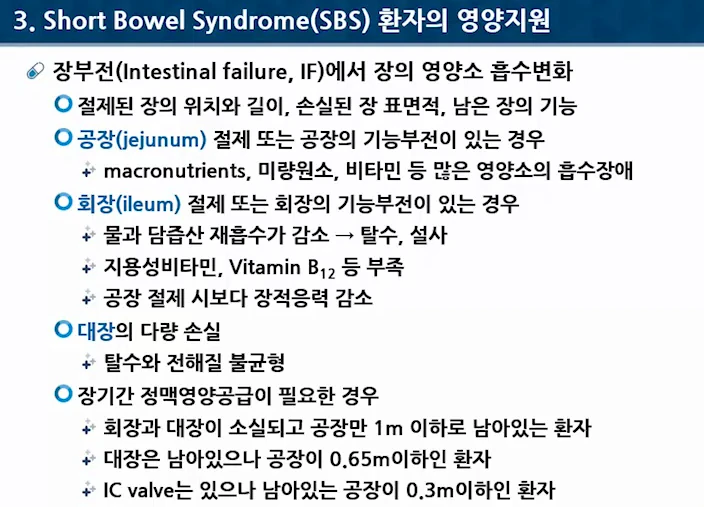 3. Short Bowel Syndrome(SBS) 환자의 영양지원
장부전(Intestinal failure, IF)에서 장의 영양소 흡수변화
절제된 장의 위치와 길이, 손실된 장 표면적, 남은 장의 기능
공장(jejunum) 절제 또는 공장의 기능부전이 있는 경우
macronutrients, 미량원소, 비타민 등 많은 영양소의 흡수장애
회장(ileum) 절제 또는 회장의 기능부전이 있는 경우
물과 담즙산 재흡수가 감소 → 탈수, 설사
지용성비타민, Vitamin B₁₂ 등 부족
공장 절제 시보다 장적응력 감소
대장의 다량 손실
탈수와 전해질 불균형
장기간 정맥영양공급이 필요한 경우
회장과 대장이 소실되고 공장만 1m 이하로 남아있는 환자
대장은 남아있으나 공장이 0.65m이하인 환자
IC valve는 있으나 남아있는 공장이 0.3m이하인 환자